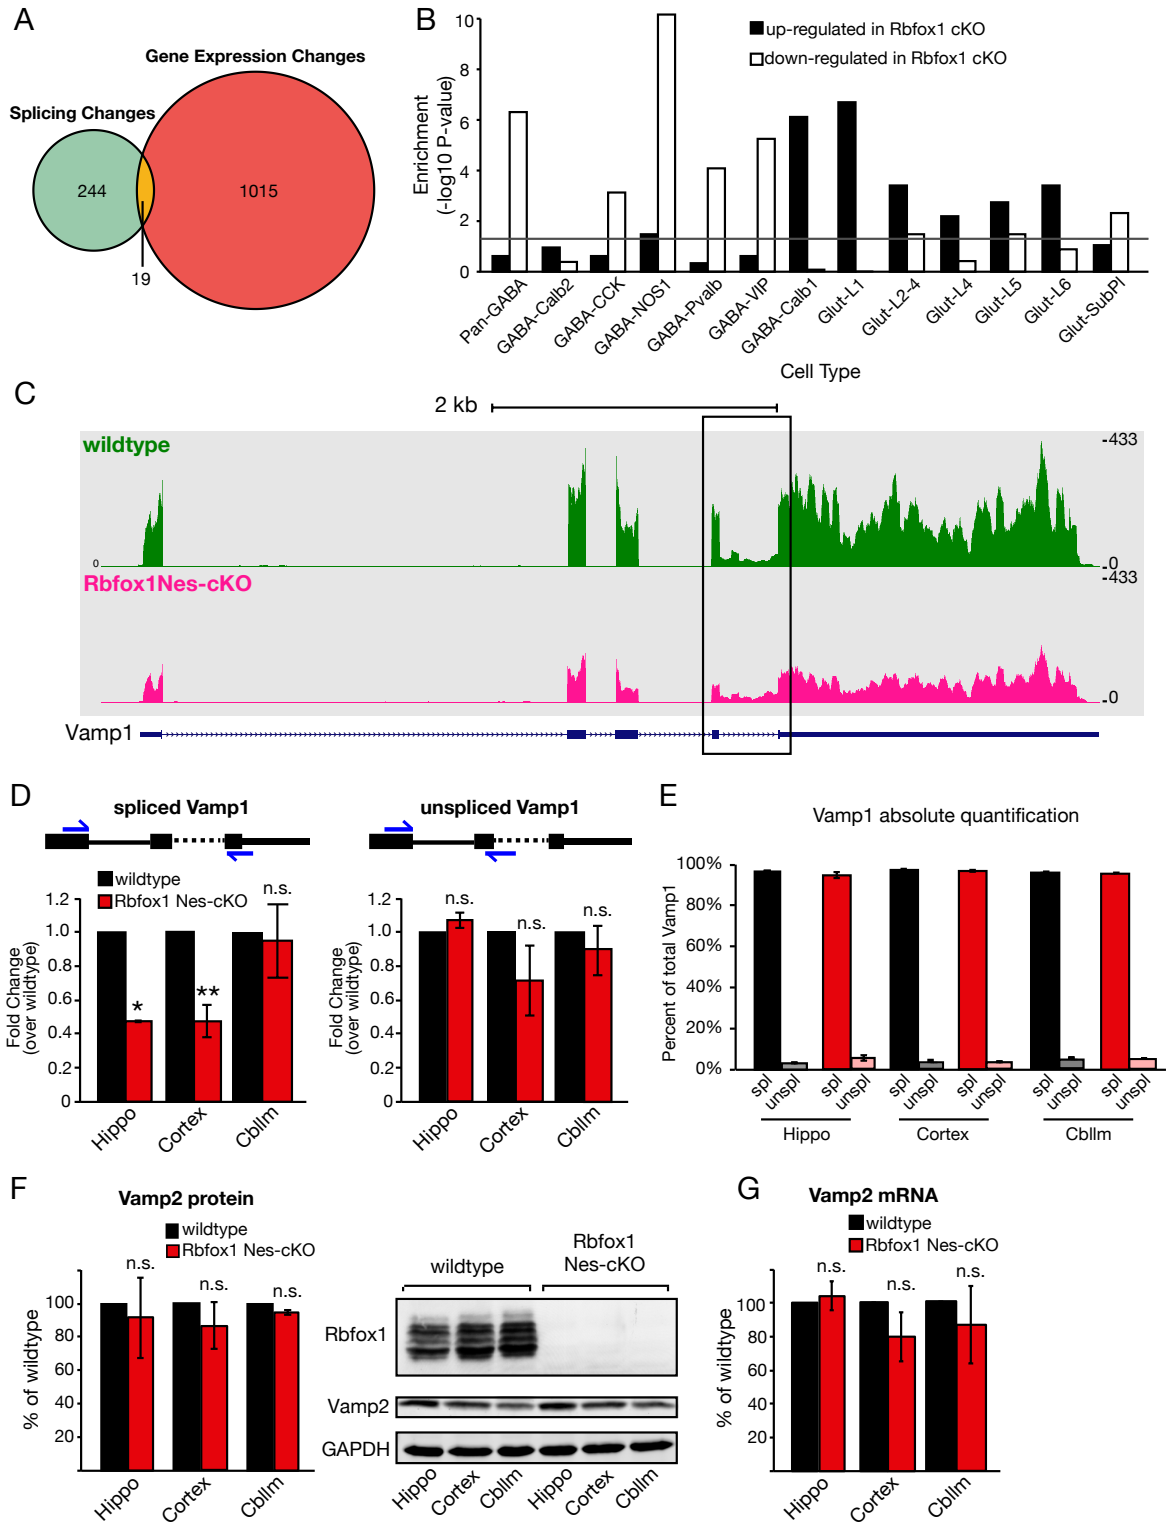 A
Gene Expression Changes
Splicing Changes
244
1015
19
B
up-regulated in Rbfox1 cKO
down-regulated in Rbfox1 cKO
Enrichment
(-log10 P-value)
10
8
6
4
2
0
Pan-GABA
GABA-Calb2
GABA-CCK
GABA-NOS1
GABA-Pvalb
GABA-VIP
GABA-Calb1
Glut-L1
Glut-L2-4
Glut-L4
Glut-L5
Glut-L6
Glut-SubPl
Cell Type
C
2 kb
wildtype
-433
0
-0
Rbfox1Nes-cKO
-433
-0
Vamp1
D
spliced Vamp1
wildtype
Rbfox1 Nes-cKO
Fold Change
(over wildtype)
1.2
1.0
0.8
0.6
0.4
0.2
0
*
**
n.s.
Hippo
Cortex
Cbllm
unspliced Vamp1
Fold Change
(over wildtype)
1.2
1.0
0.8
0.6
0.4
0.2
0
n.s.
n.s.
n.s.
Hippo
Cortex
Cbllm
E
Vamp1 absolute quantification
Percent of total Vamp1
100%
80%
60%
40%
20%
0%
spl
unspl
spl
unspl
spl
unspl
spl
unspl
spl
unspl
spl
unspl
Hippo
Cortex
Cbllm
F
Vamp2 protein
wildtype
Rbfox1 Nes-cKO
% of wildtype
100
80
60
40
20
n.s.
n.s.
n.s.
Hippo
Cortex
Cbllm
wildtype
Rbfox1
Nes-cKO
Rbfox1
Vamp2
GAPDH
Hippo
Cortex
Cbllm
Hippo
Cortex
Cbllm
G
Vamp2 mRNA
wildtype
Rbfox1 Nes-cKO
% of wildtype
100
80
60
40
20
n.s.
n.s.
n.s.
Hippo
Cortex
Cbllm